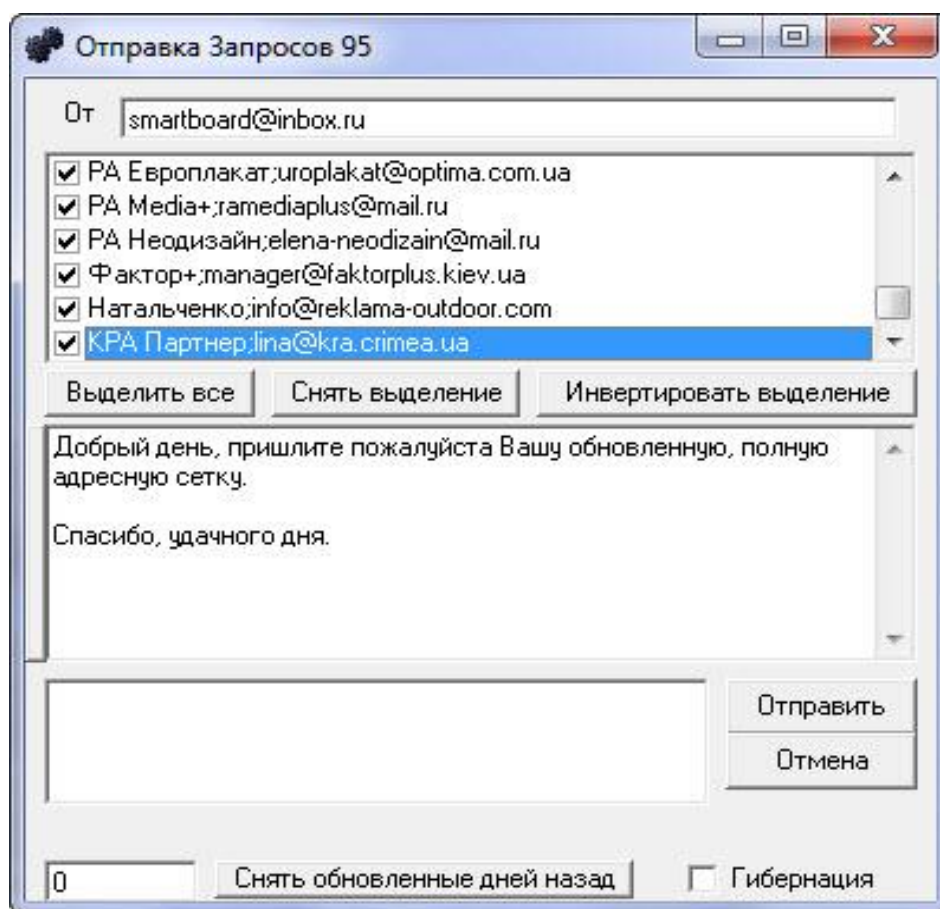 Отправка Запросов 95
От smartboard@inbox.ru
РА Европлакат;uroplakat@optima.com.ua
РА Media+;ramediaplus@mail.ru
РА Неодизайн;elena-neodizain@mail.ru
Фактор+;manager@faktorplus.kiev.ua
Натальченко;info@reklama-outdoor.com
КРА Партнер;lina@kra.crimea.ua
Выделить все Снять выделение Инвертировать выделение
Добрый день, пришлите пожалуйста Вашу обновленную, полную
адресную сетку.
Спасибо, удачного дня.
Отправить
Отмена
0 Снять обновленные дней назад Гибернация